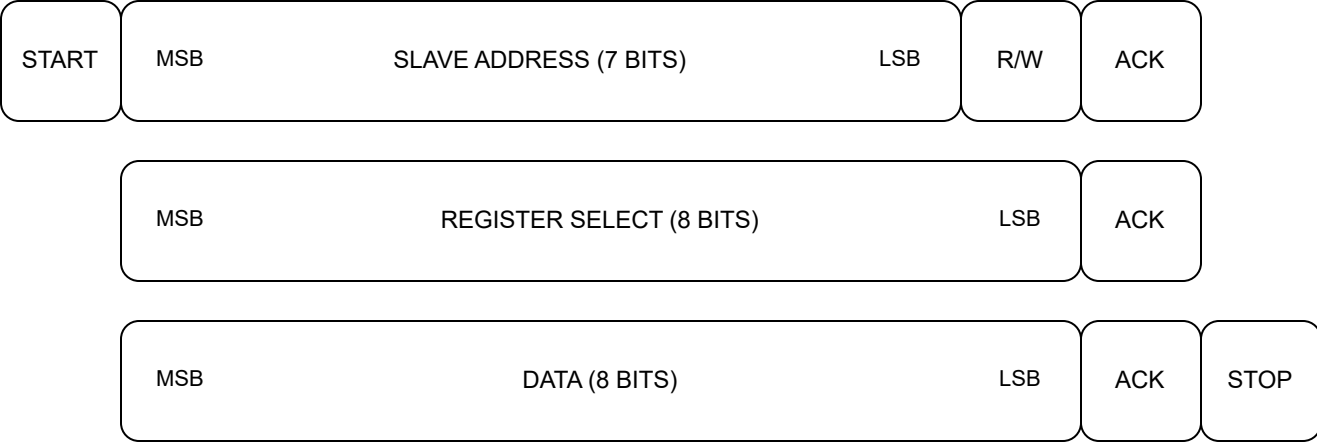 START MSB SLAVE ADDRESS (7 BITS) LSB R/W ACK
MSB REGISTER SELECT (8 BITS) LSB ACK
MSB DATA (8 BITS) LSB ACK STOP